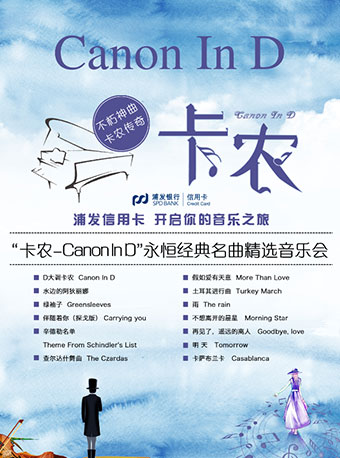 Canon In D
不朽神曲
卡农传奇
Canon In D
卡农
浦发银行 SPD BANK 信用卡 Credit Card
浦发信用卡 开启你的音乐之旅
“卡农-Canon In D”永恒经典名曲精选音乐会
D大调卡农 Canon In D
水边的阿狄丽娜
绿袖子 Greensleeves
伴随着你(天空之城) Carrying you
辛德勒名单
Theme From Schindler's List
查尔达什舞曲 The Czardas
假如爱有天意 More Than Love
土耳其进行曲 Turkey March
雨 The rain
不想离开的晨星 Morning Star
再见了，遥远的离人 Goodbye, love
明 天 Tomorrow
卡萨布兰卡 Casablanca